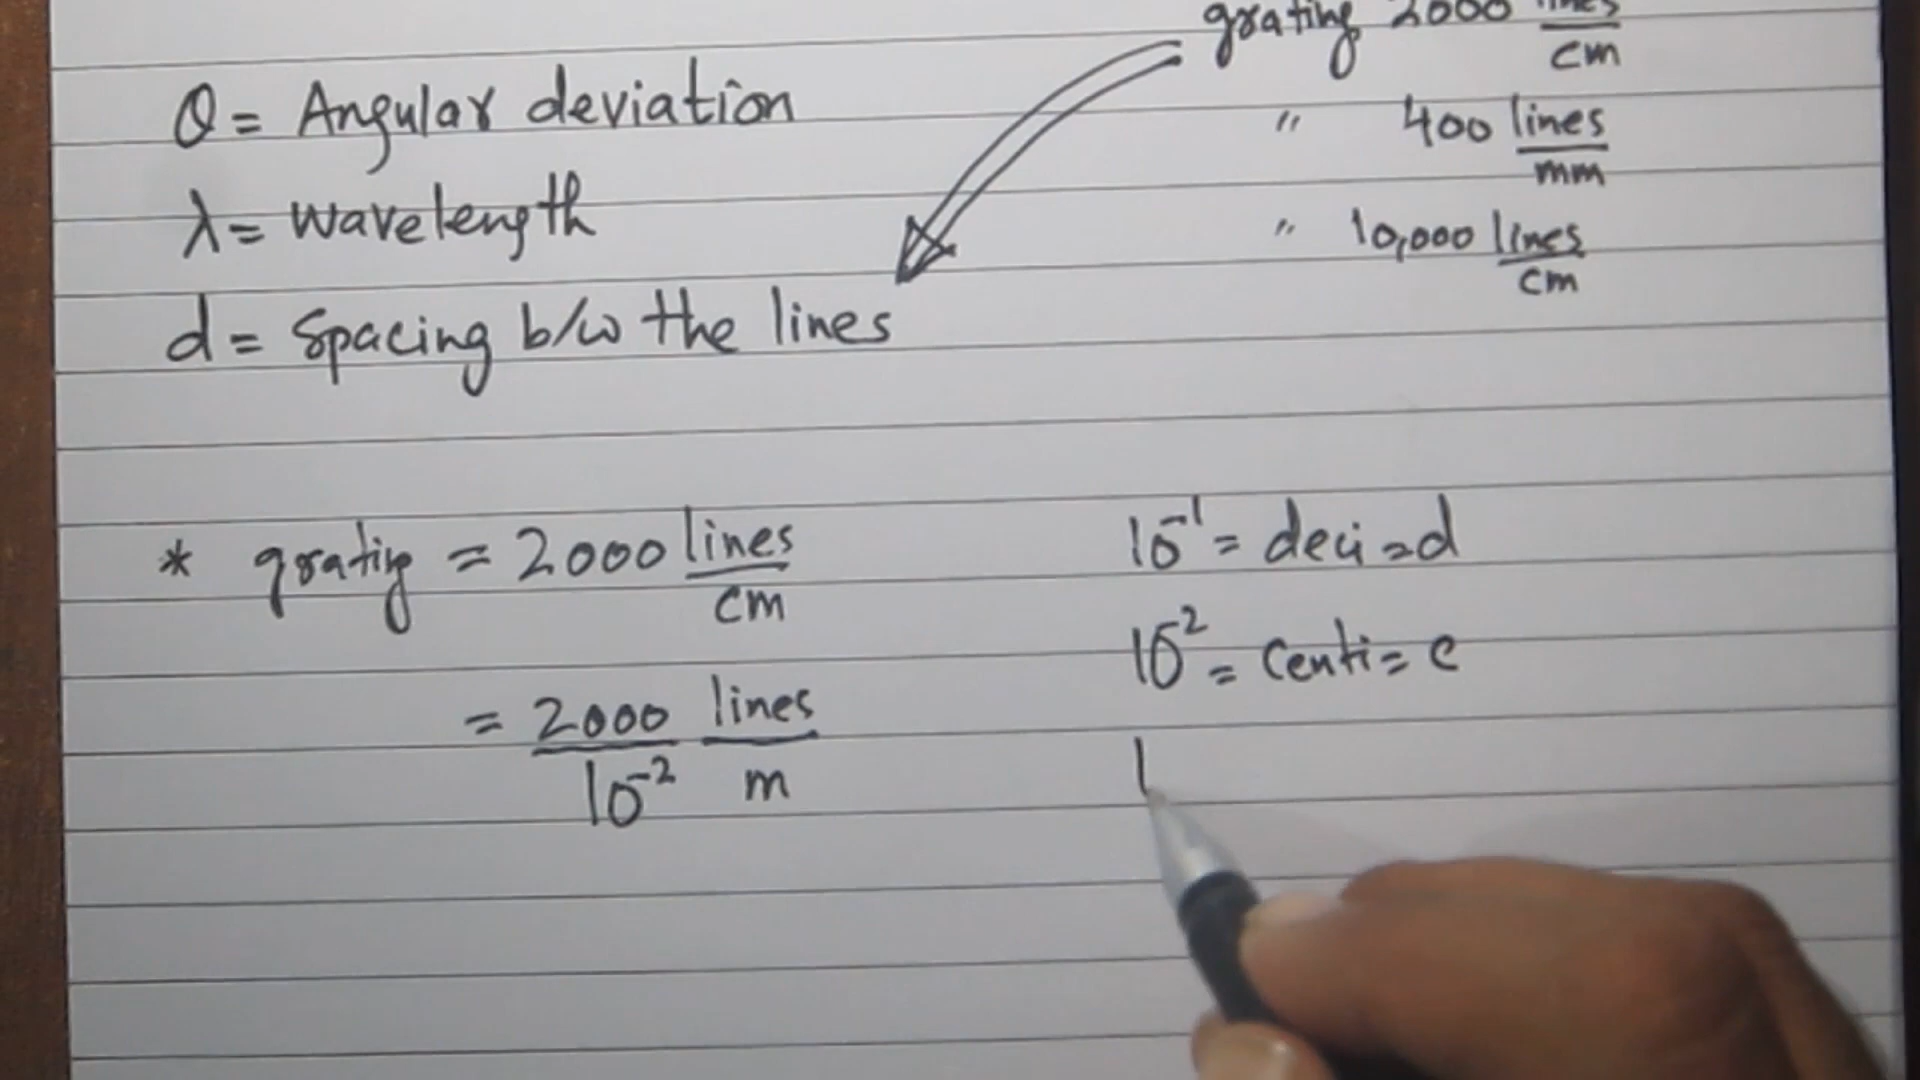 grating 2000 lines
cm
θ = Angular deviation
" 400 lines
mm
λ = wavelength
" 10,000 lines
cm
d = Spacing b/w the lines
* grating = 2000 lines
cm
10⁻¹ = deci = d
10⁻² = Centi = c
= 2000 lines
10⁻² m
1